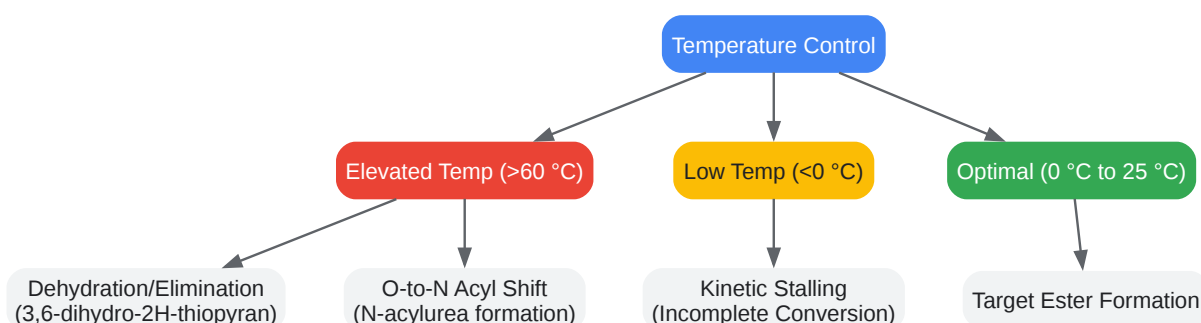 Temperature Control
Elevated Temp (>60 °C)
Low Temp (<0 °C)
Optimal (0 °C to 25 °C)
Dehydration/Elimination
(3,6-dihydro-2H-thiopyran)
O-to-N Acyl Shift
(N-acylurea formation)
Kinetic Stalling
(Incomplete Conversion)
Target Ester Formation